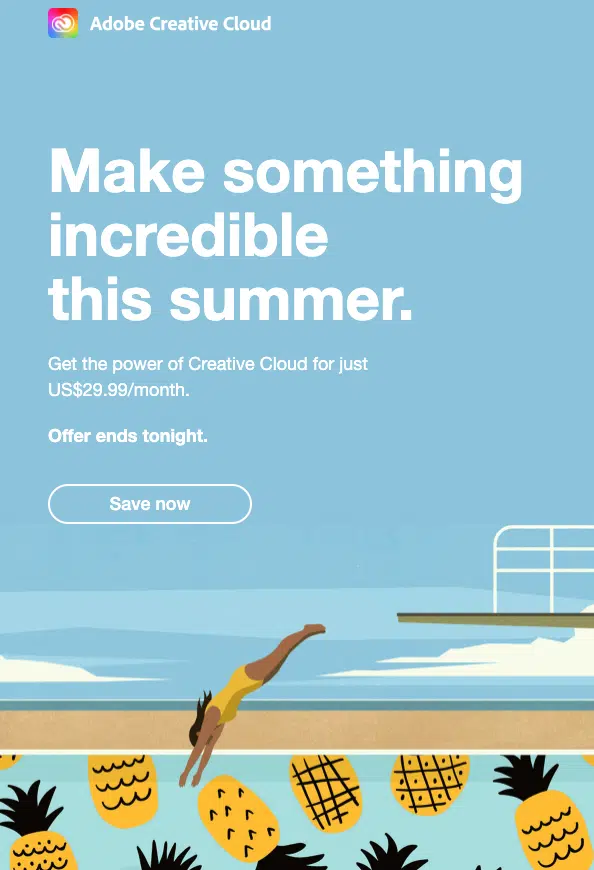 Adobe Creative Cloud
Make something
incredible
this summer.
Get the power of Creative Cloud for just
US$29.99/month.
Offer ends tonight.
Save now